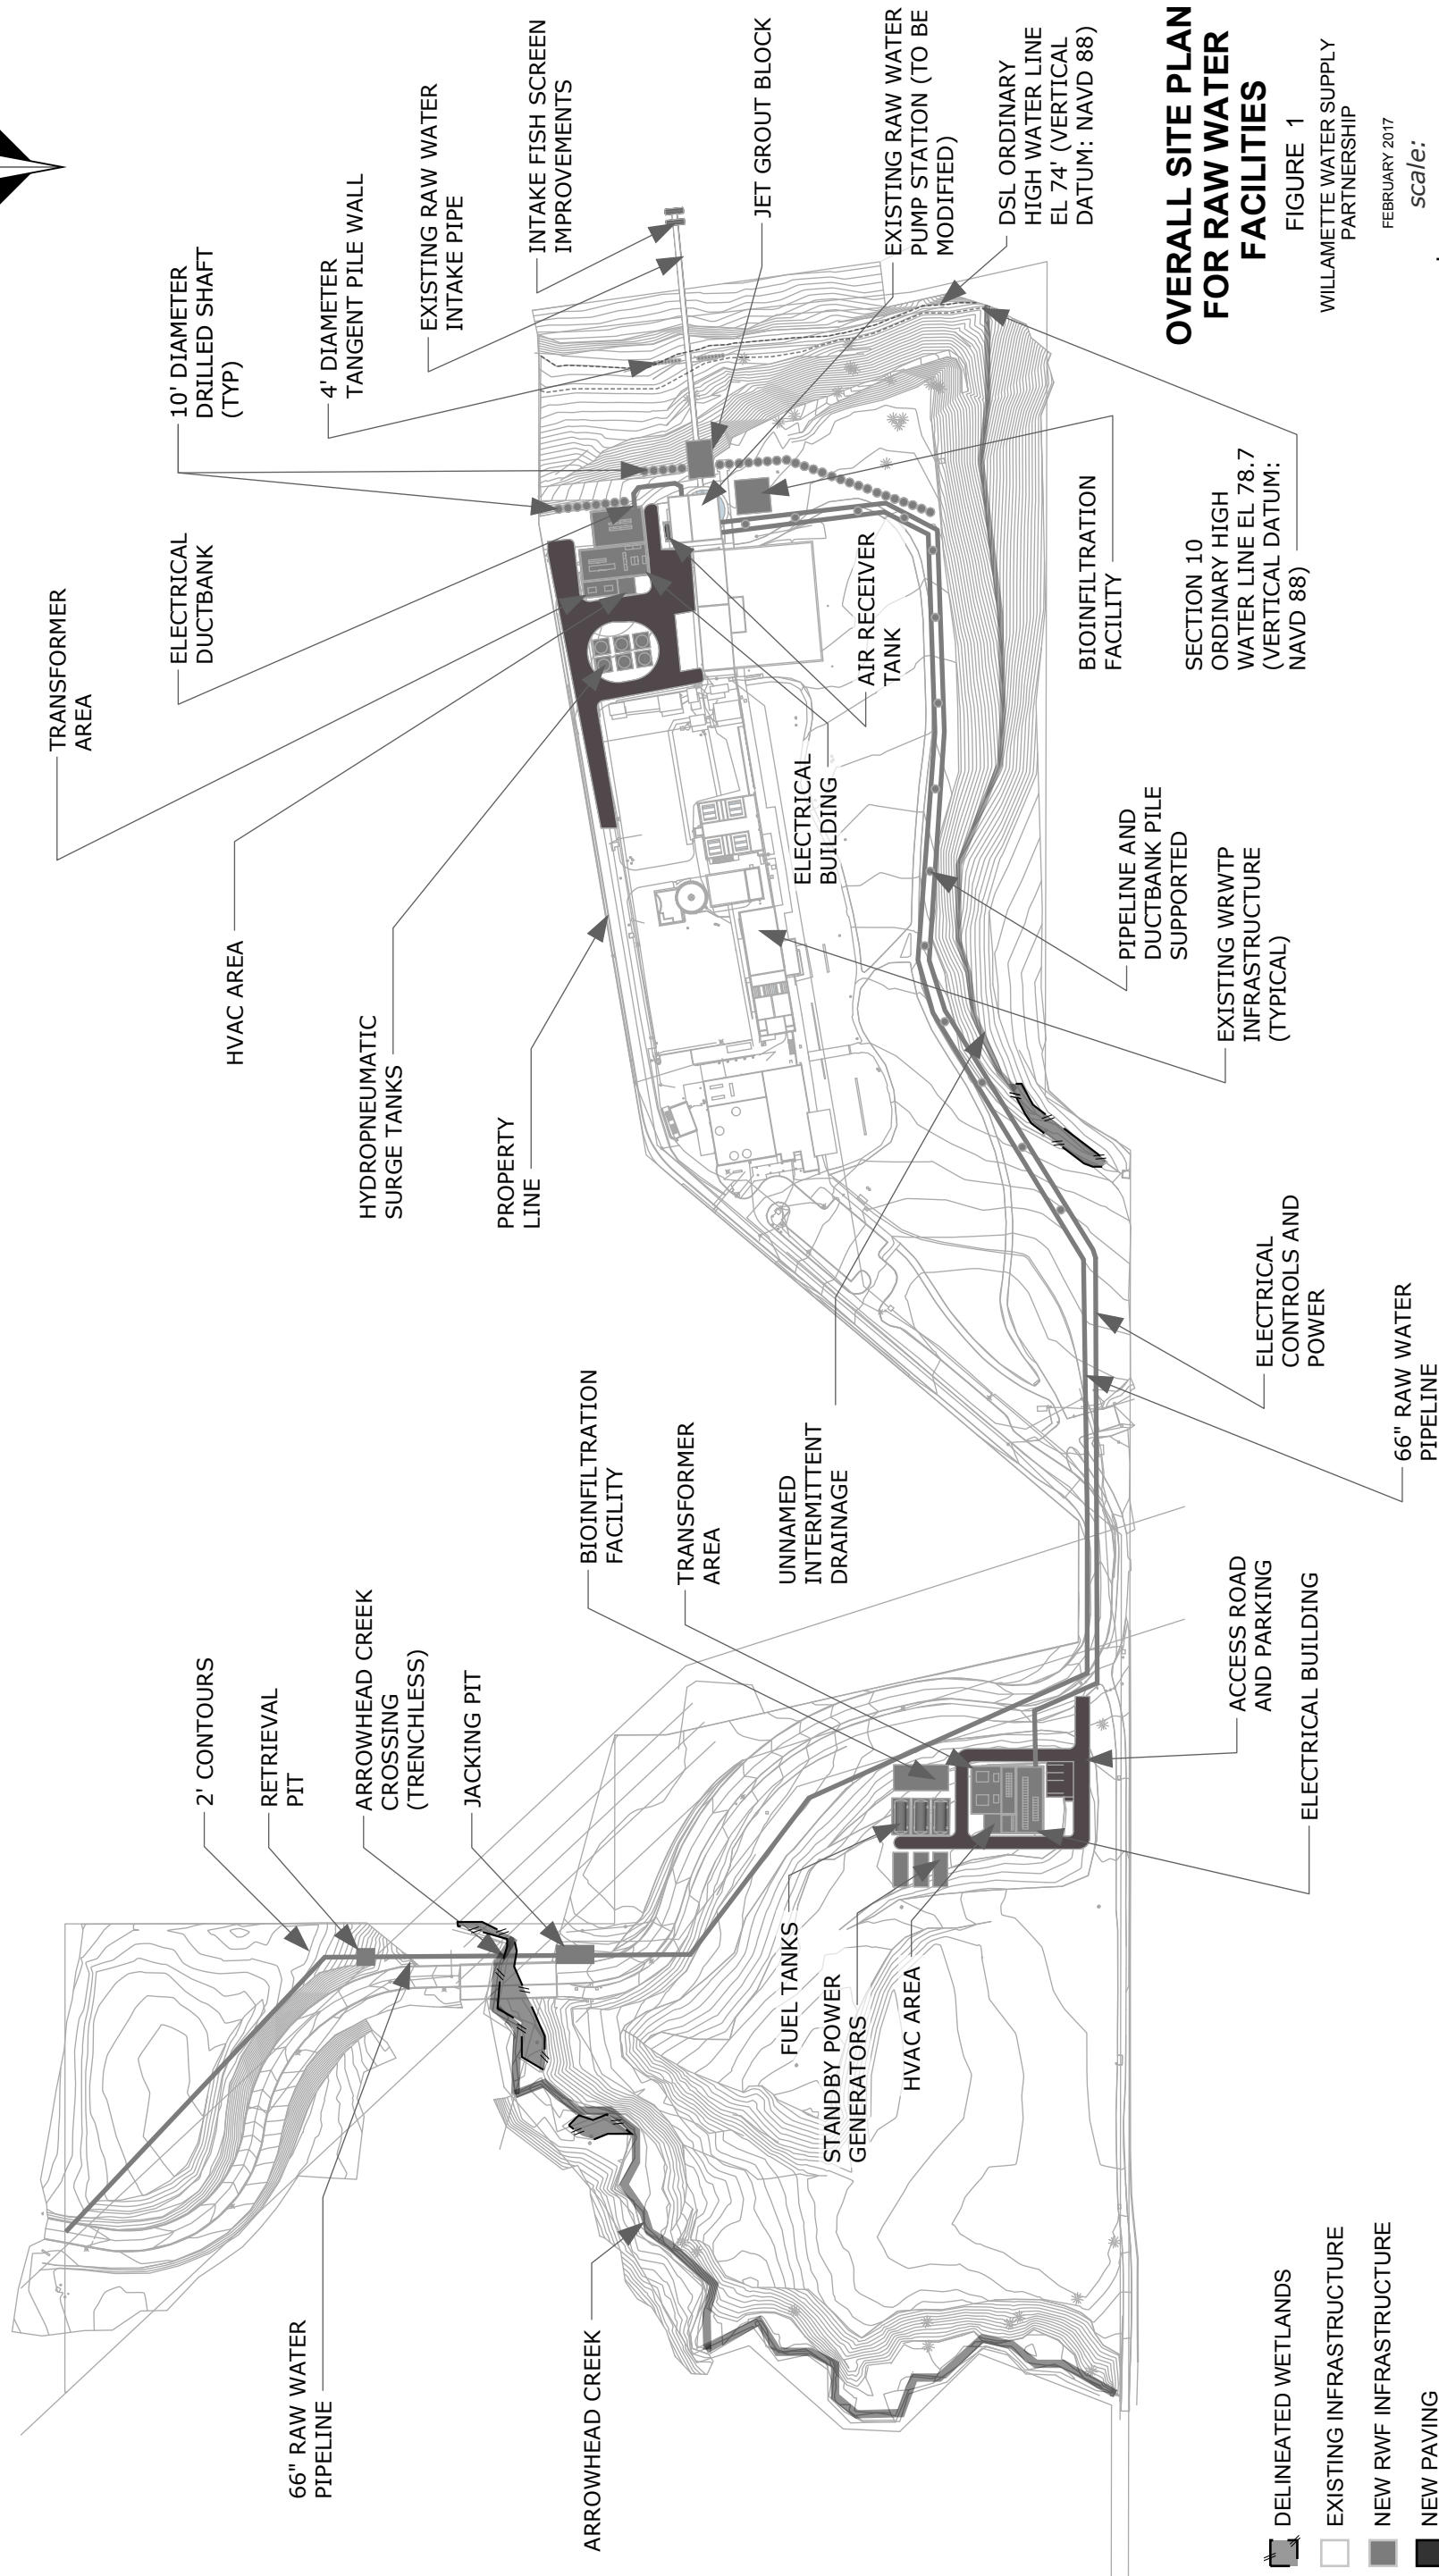 TRANSFORMER
AREA
ELECTRICAL
DUCTBANK
10' DIAMETER
DRILLED SHAFT
(TYP)
4' DIAMETER
TANGENT PILE WALL
EXISTING RAW WATER
INTAKE PIPE
INTAKE FISH SCREEN
IMPROVEMENTS
JET GROUT BLOCK
EXISTING RAW WATER
PUMP STATION (TO BE
MODIFIED)
DSL ORDINARY
HIGH WATER LINE
EL 74' (VERTICAL
DATUM: NAVD 88)
HVAC AREA
HYDROPNEUMATIC
SURGE TANKS
PROPERTY
LINE
ELECTRICAL
BUILDING
AIR RECEIVER
TANK
BIOINFILTRATION
FACILITY
SECTION 10
ORDINARY HIGH
WATER LINE EL 78.7
(VERTICAL DATUM:
NAVD 88)
PIPELINE AND
DUCTBANK PILE
SUPPORTED
EXISTING WRWTP
INFRASTRUCTURE
(TYPICAL)
ELECTRICAL
CONTROLS AND
POWER
66" RAW WATER
PIPELINE
2' CONTOURS
RETRIEVAL
PIT
ARROWHEAD CREEK
CROSSING
(TRENCHLESS)
JACKING PIT
BIOINFILTRATION
FACILITY
TRANSFORMER
AREA
UNNAMED
INTERMITTENT
DRAINAGE
ACCESS ROAD
AND PARKING
ELECTRICAL BUILDING
FUEL TANKS
STANDBY POWER
GENERATORS
HVAC AREA
66" RAW WATER
PIPELINE
ARROWHEAD CREEK
DELINEATED WETLANDS
EXISTING INFRASTRUCTURE
NEW RWF INFRASTRUCTURE
NEW PAVING
OVERALL SITE PLAN
FOR RAW WATER
FACILITIES
FIGURE 1
WILLAMETTE WATER SUPPLY
PARTNERSHIP
FEBRUARY 2017
scale: